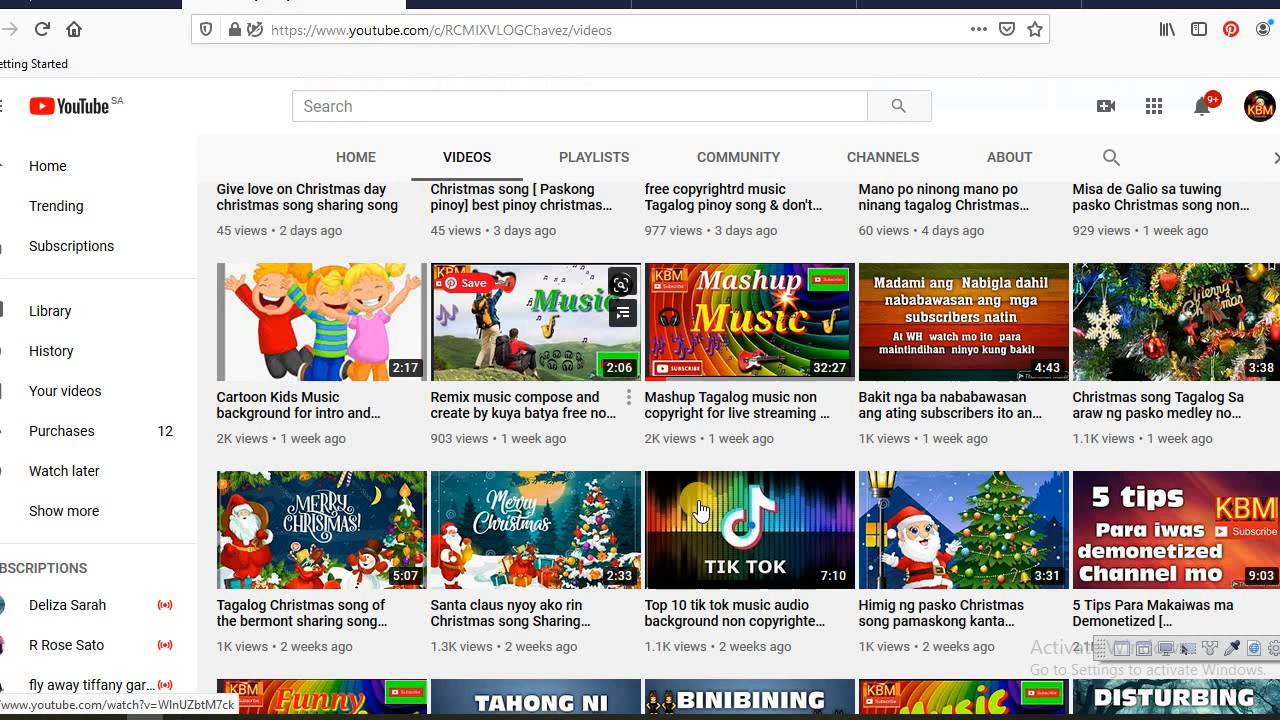 https://www.youtube.com/c/RCMIXVLOGChavez/videos
etting Started
YouTube SA
Search
9+
KBM
HOME
VIDEOS
PLAYLISTS
COMMUNITY
CHANNELS
ABOUT
Home
Trending
Subscriptions
Library
History
Your videos
Purchases 12
Watch later
Show more
BSCRIPTIONS
Deliza Sarah
R Rose Sato
fly away tiffany gar...
www.youtube.com/watch?v=WlnUZbtM7ck
Give love on Christmas day
christmas song sharing song
45 views • 2 days ago
Christmas song [ Paskong
pinoy] best pinoy christmas...
45 views • 3 days ago
free copyrightrd music
Tagalog pinoy song & don't...
977 views • 3 days ago
Mano po ninong mano po
ninang tagalog Christmas...
60 views • 4 days ago
Misa de Galio sa tuwing
pasko Christmas song non...
929 views • 1 week ago
2:17
Cartoon Kids Music
background for intro and...
2K views • 1 week ago
KBM
Save
Music
2:06
Remix music compose and
create by kuya batya free no...
903 views • 1 week ago
KBM
Subscribe
Mashup
Music
SUBSCRIBE
32:27
Mashup Tagalog music non
copyright for live streaming ...
2K views • 1 week ago
Madami ang Nabigla dahil
nababawasan ang mga
subscribers natin
At WH watch mo ito para
maintindihan ninyo kung bakit
4:43
Bakit nga ba nababawasan
ang ating subscribers ito an...
1K views • 1 week ago
Merry
Christmas
3:38
Christmas song Tagalog Sa
araw ng pasko medley no...
1.1K views • 1 week ago
MERRY
CHRISTMAS!
5:07
Tagalog Christmas song of
the bermont sharing song...
1K views • 2 weeks ago
Merry
Christmas
2:33
Santa claus nyoy ako rin
Christmas song Sharing...
1.3K views • 2 weeks ago
TIK TOK
7:10
Top 10 tik tok music audio
background non copyrighte...
1.1K views • 2 weeks ago
3:31
Himig ng pasko Christmas
song pamaskong kanta...
1K views • 2 weeks ago
5 tips
KBM
Para iwas
Subscribe
demonetized
Channel mo
9:03
5 Tips Para Makaiwas ma
Demonetized [...
Activate Windows
Go to Settings to activate Windows.
KBM
Funny
TAHONG NI
BINIBINING
KBM
Music
DISTURBING